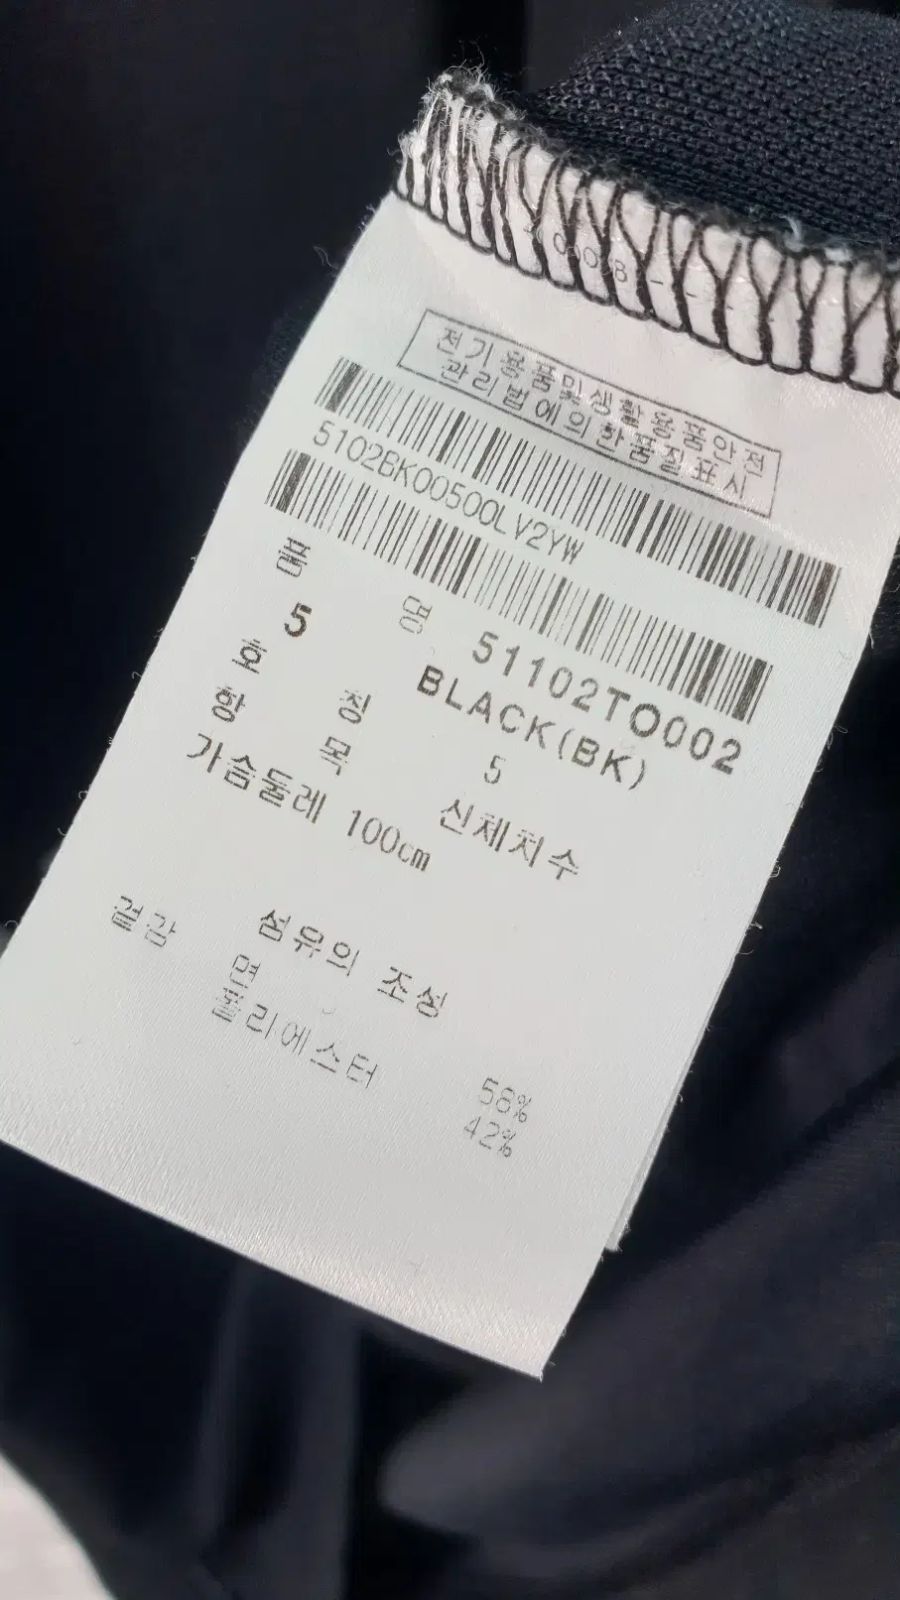 전기용품및생활용품안전
관리법에의한품질표시
5102BK00500LV2YW
품 명 51102TO002
5 BLACK(BK)
호 칭 5
항 목 신체치수
가슴둘레 100cm
섬유의 조성
겉감
면 58%
폴리에스터 42%